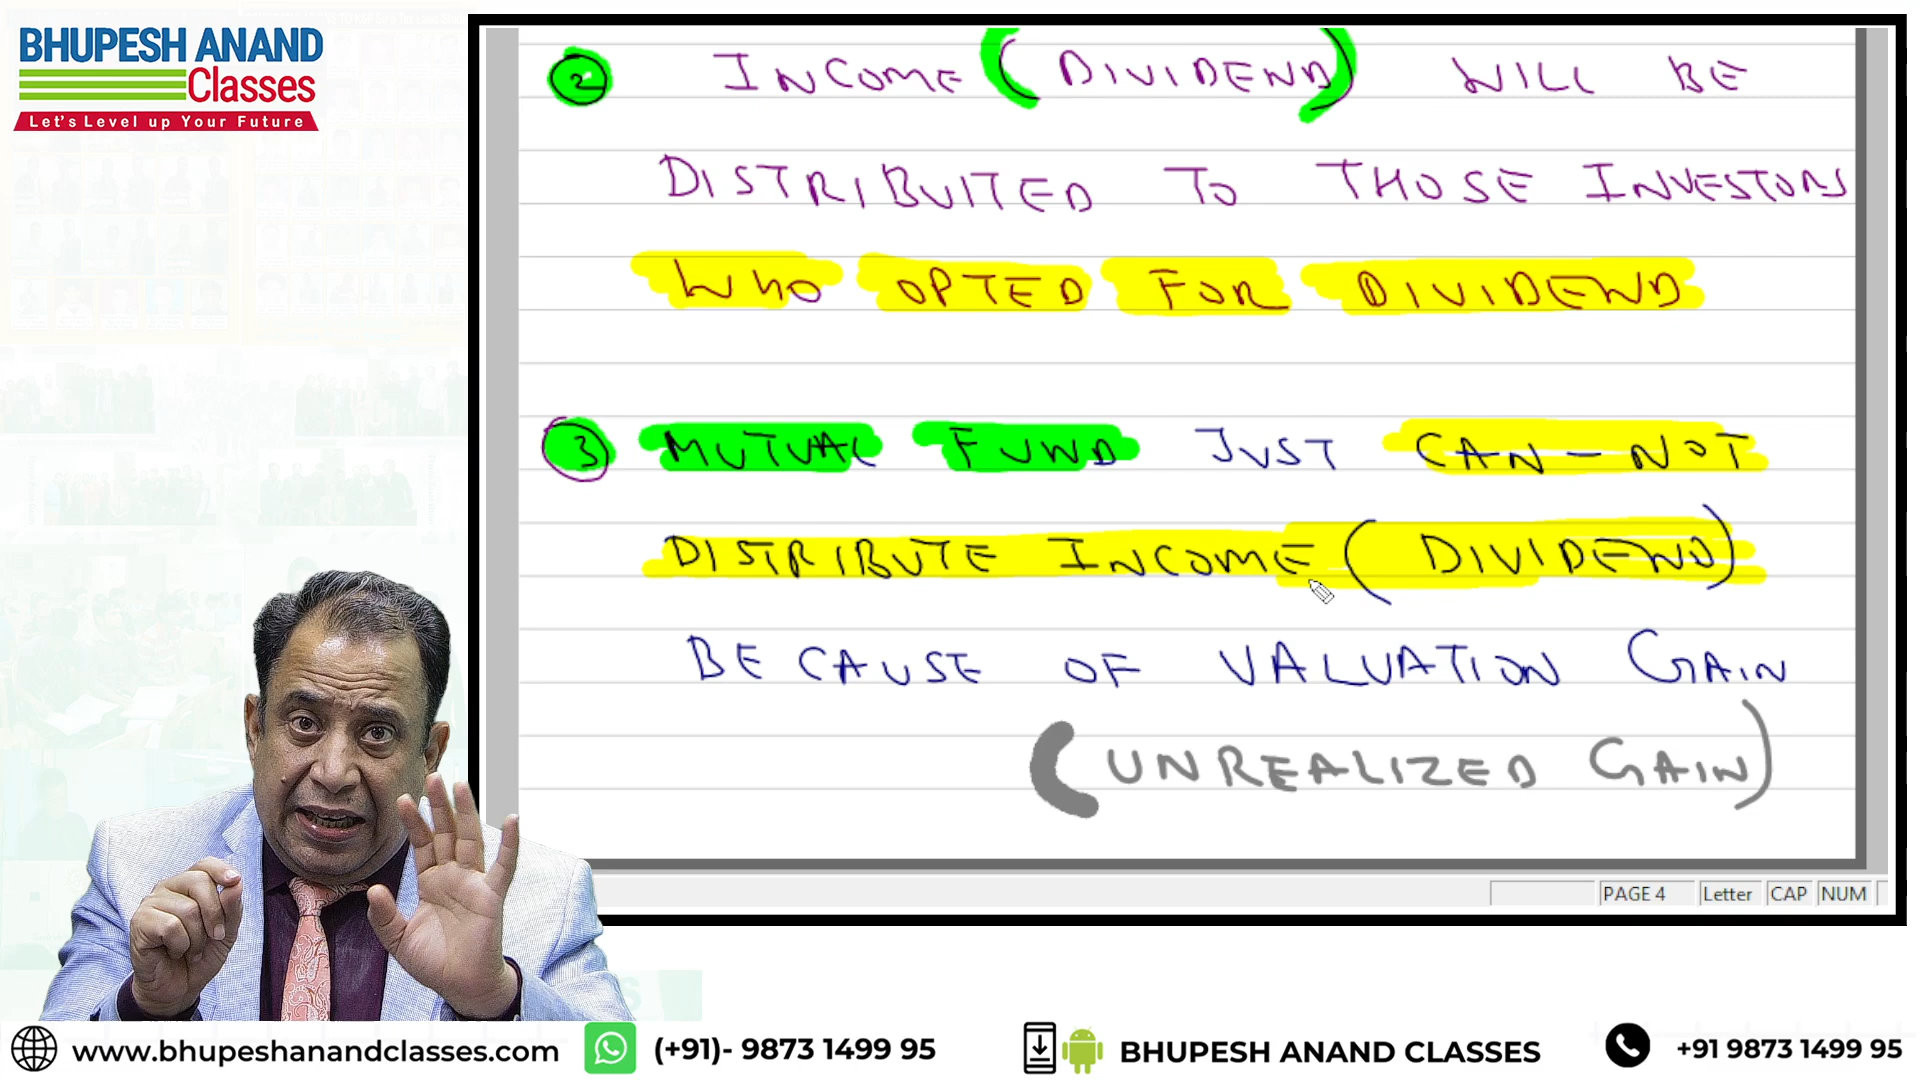 BHUPESH ANAND
Classes
Let's Level up Your Future
2 INCOME (DIVIDEND) WILL BE
DISTRIBUITED TO THOSE INVESTORS
WHO OPTED FOR DIVIDEND
3 MUTUAL FUND JUST CAN-NOT
DISTRIBUTE INCOME (DIVIDEND)
BECAUSE OF VALUATION GAIN
(UNREALIZED GAIN)
PAGE 4 Letter CAP NUM
www.bhupeshanandclasses.com (+91)- 9873 1499 95 BHUPESH ANAND CLASSES +91 9873 1499 95